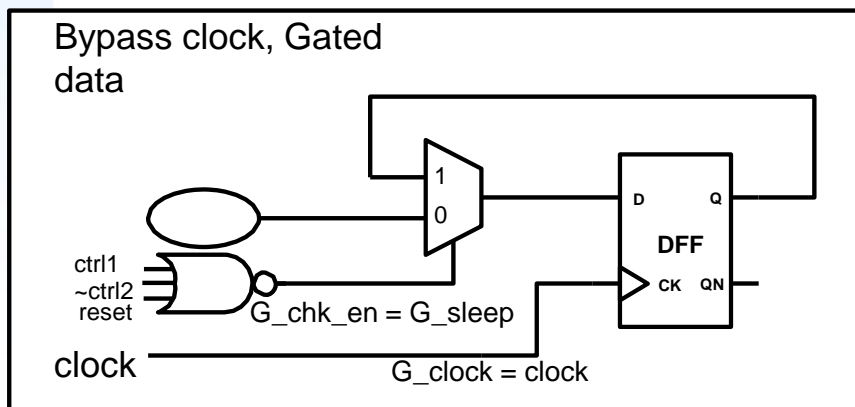 Bypass clock, Gated
data
1
0
D
Q
DFF
CK
QN
ctrl1
~ctrl2
reset
G_chk_en = G_sleep
clock
G_clock = clock